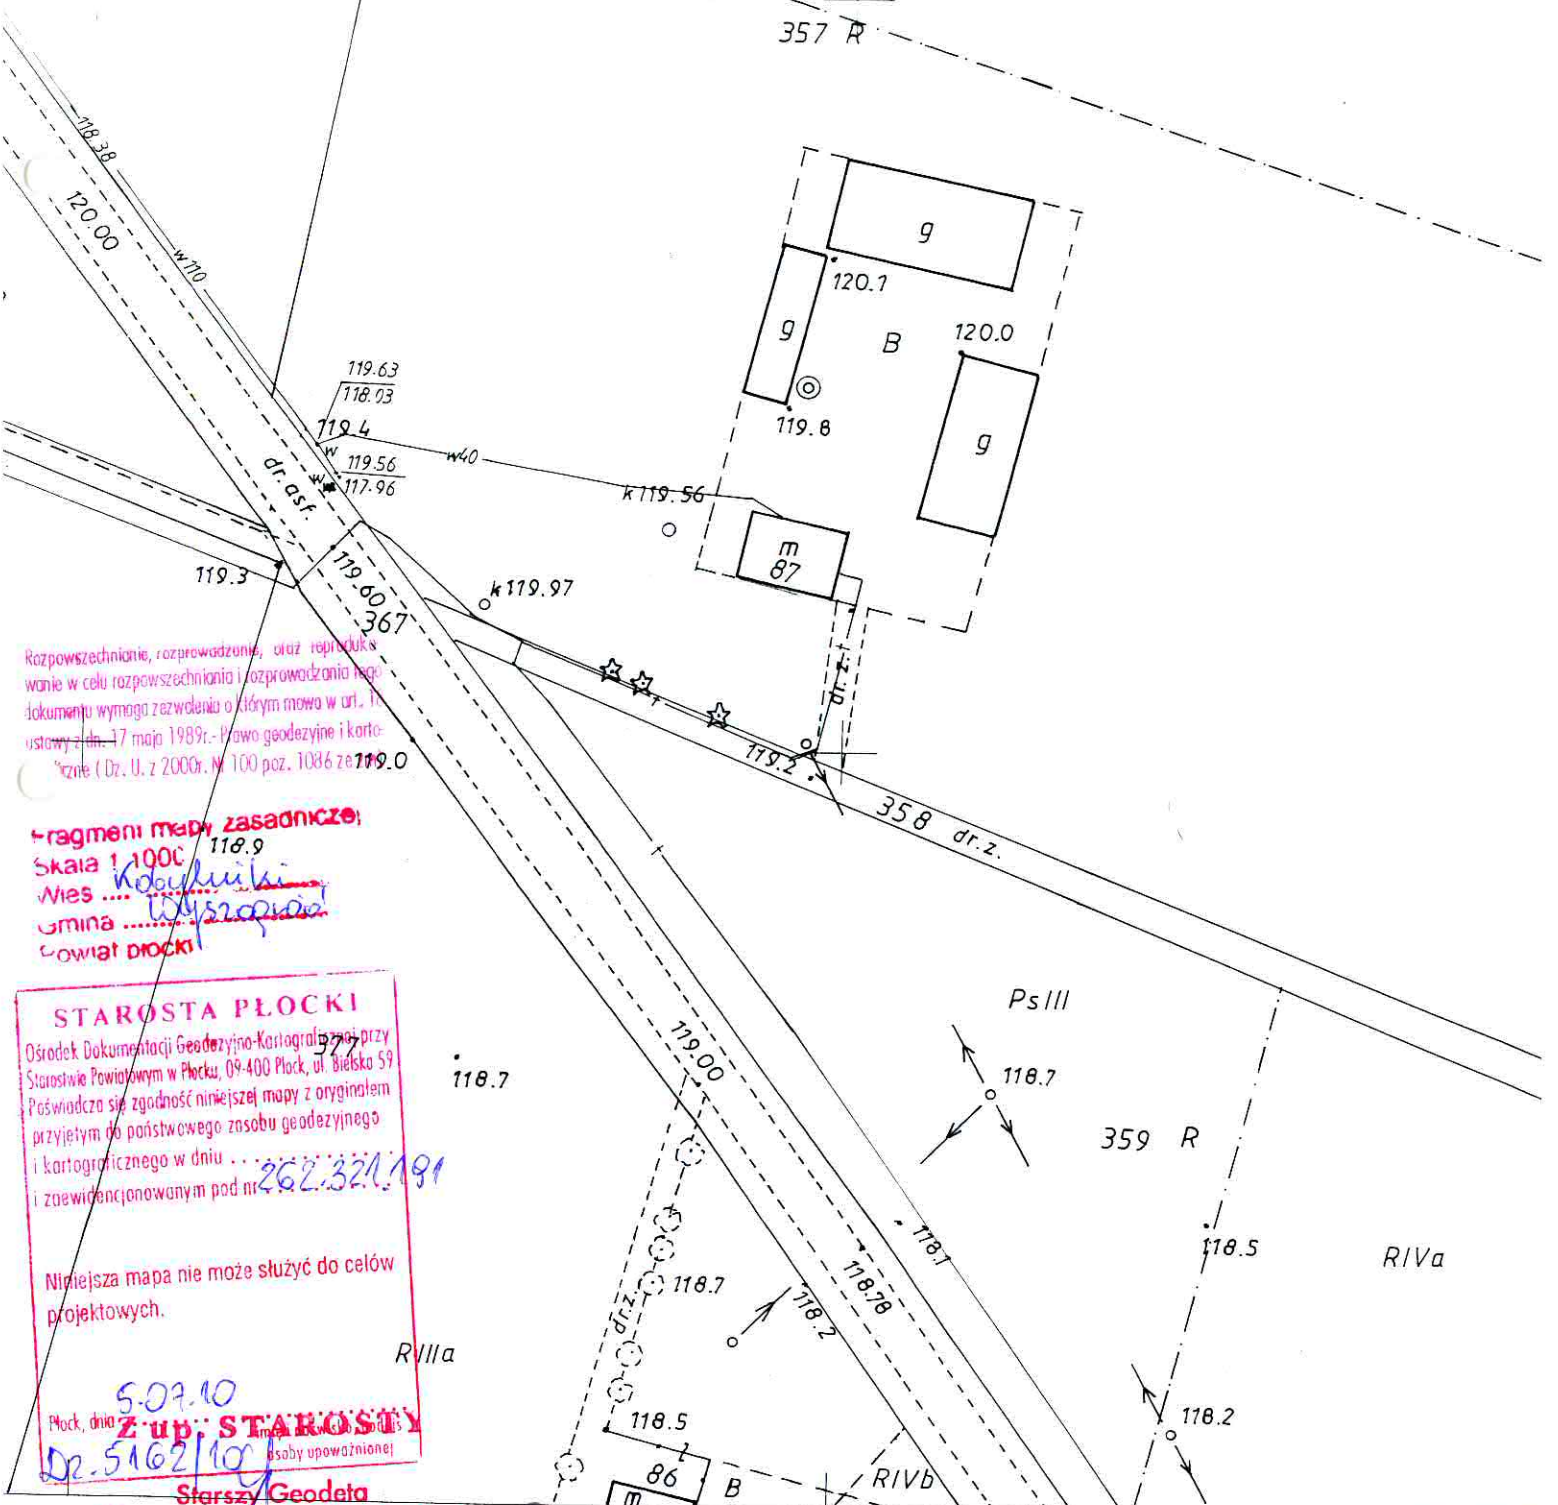 357 R
118.38
120.00
w110
g
120.1
g
B
120.0
119.63
118.03
119.4
w
119.56
117.96
w
w40
119.8
g
dr. asf.
k119.56
m
87
119.3
119.60
k119.97
367
Rozpowszechnianie, rozprowadzanie, oraz reproduko-
wanie w celu rozpowszechniania i rozprowadzania tego
dokumentu wymaga zezwolenia o którym mowa w art. 18
ustawy z dn. 17 maja 1989r.- Prawo geodezyjne i karto-
( Dz. U. z 2000r. Nr 100 poz. 1086 ze
119.0
dr. z.
t
t
119.2
358 dr.z.
Fragment mapy zasadniczej
Skala 1:1000
118.9
Wieś .... Kobylniki
Gmina ........ Wyszogród
Powiat płocki
t
STAROSTA PŁOCKI
Ośrodek Dokumentacji Geodezyjno-Kartograficznej przy
377
Starostwie Powiatowym w Płocku, 09-400 Płock, ul. Bielska 59
Poświadcza się zgodność niniejszej mapy z oryginałem
przyjętym do państwowego zasobu geodezyjnego
i kartograficznego w dniu
i zaewidencjonowanym pod nr 262.321.191
Niniejsza mapa nie może służyć do celów
projektowych.
5.07.10
Płock, dnia
Z up. STAROSTY
osoby upoważnionej
Dz. 5162/10
Starszy Geodeta
118.7
119.00
Ps III
118.7
359 R
118.5
RIVa
118.1
118.78
118.7
118.2
dr.z.
RIIIa
118.5
118.2
86
m
B
RIVb